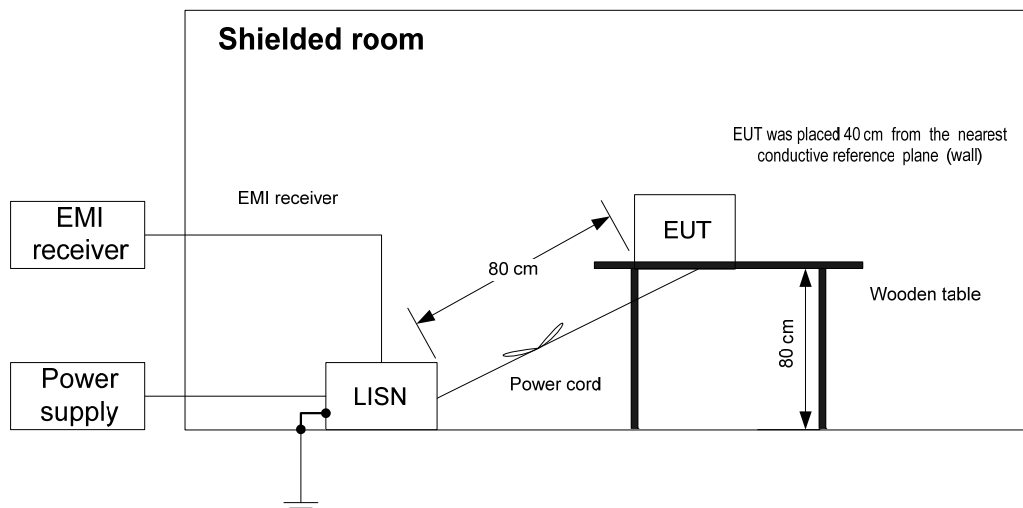 Shielded room
EUT was placed 40 cm from the nearest
conductive reference plane (wall)
EMI receiver
EMI
receiver
EUT
80 cm
Wooden table
80 cm
Power
supply
LISN
Power cord